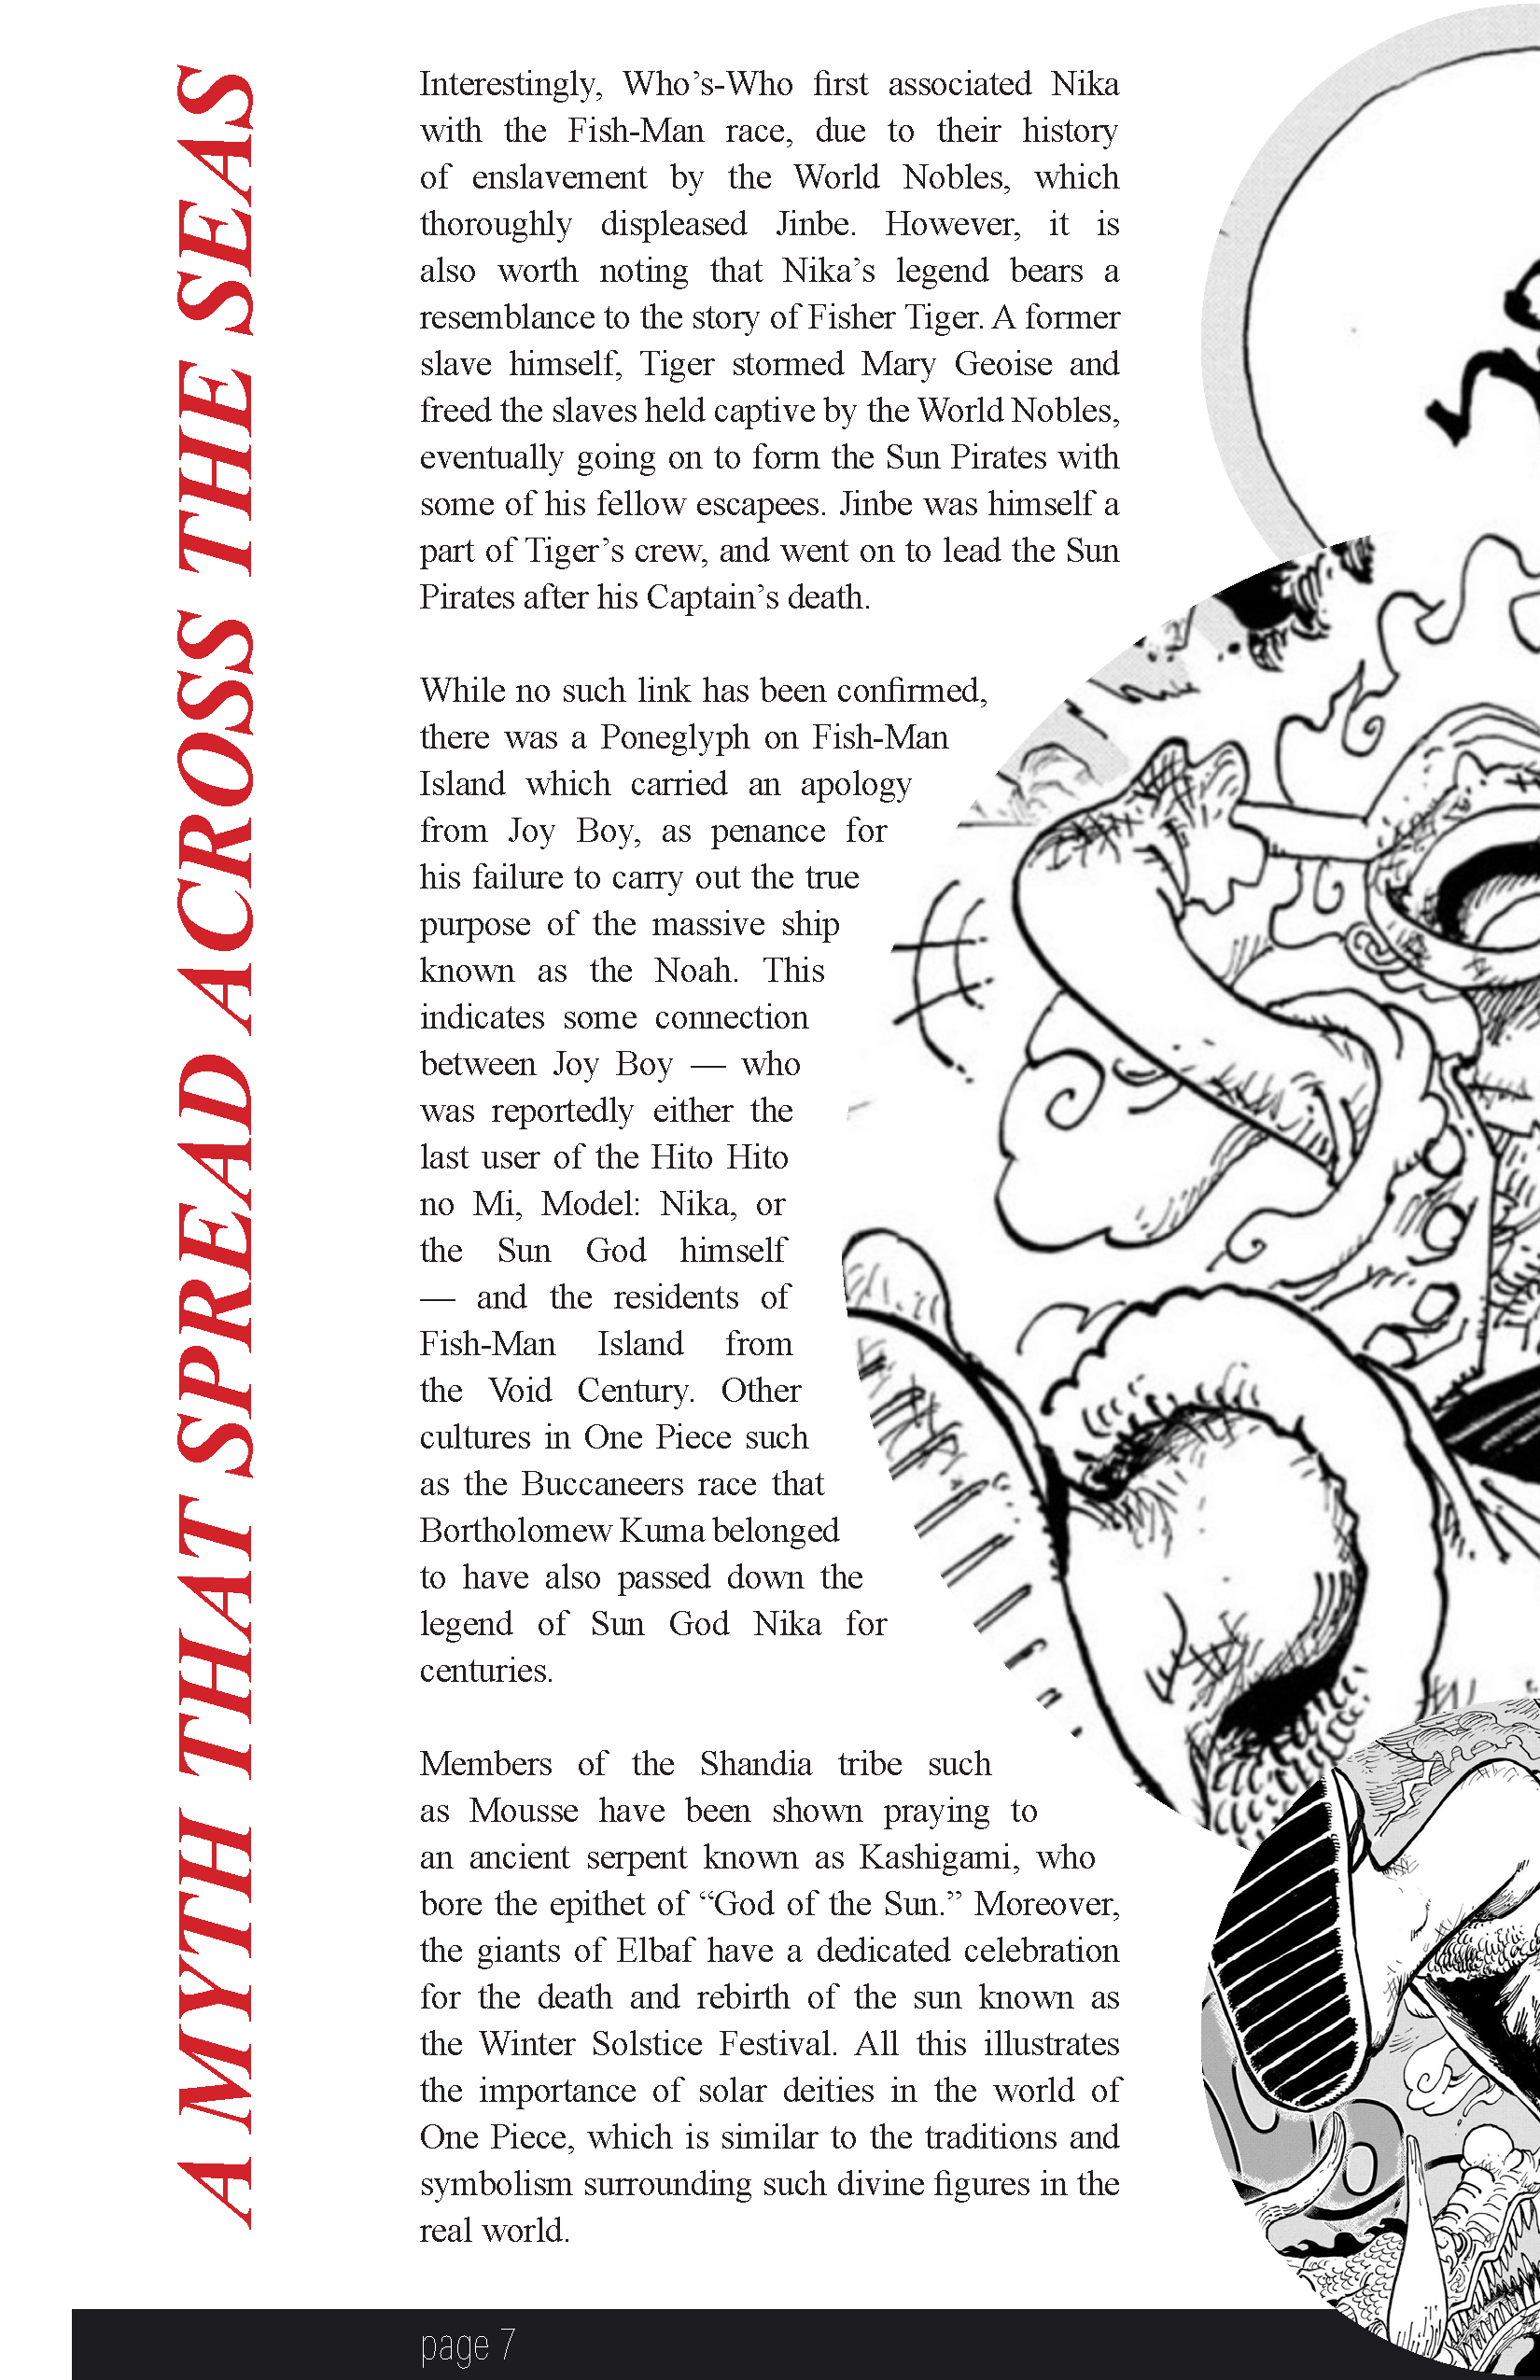 A MYTH THAT SPREAD ACROSS THE SEAS
Interestingly, Who’s-Who first associated Nika
with the Fish-Man race, due to their history
of enslavement by the World Nobles, which
thoroughly displeased Jinbe. However, it is
also worth noting that Nika’s legend bears a
resemblance to the story of Fisher Tiger. A former
slave himself, Tiger stormed Mary Geoise and
freed the slaves held captive by the World Nobles,
eventually going on to form the Sun Pirates with
some of his fellow escapees. Jinbe was himself a
part of Tiger’s crew, and went on to lead the Sun
Pirates after his Captain’s death.
While no such link has been confirmed,
there was a Poneglyph on Fish-Man
Island which carried an apology
from Joy Boy, as penance for
his failure to carry out the true
purpose of the massive ship
known as the Noah. This
indicates some connection
between Joy Boy — who
was reportedly either the
last user of the Hito Hito
no Mi, Model: Nika, or
the Sun God himself
— and the residents of
Fish-Man Island from
the Void Century. Other
cultures in One Piece such
as the Buccaneers race that
Bortholomew Kuma belonged
to have also passed down the
legend of Sun God Nika for
centuries.
Members of the Shandia tribe such
as Mousse have been shown praying to
an ancient serpent known as Kashigami, who
bore the epithet of “God of the Sun.” Moreover,
the giants of Elbaf have a dedicated celebration
for the death and rebirth of the sun known as
the Winter Solstice Festival. All this illustrates
the importance of solar deities in the world of
One Piece, which is similar to the traditions and
symbolism surrounding such divine figures in the
real world.
page 7